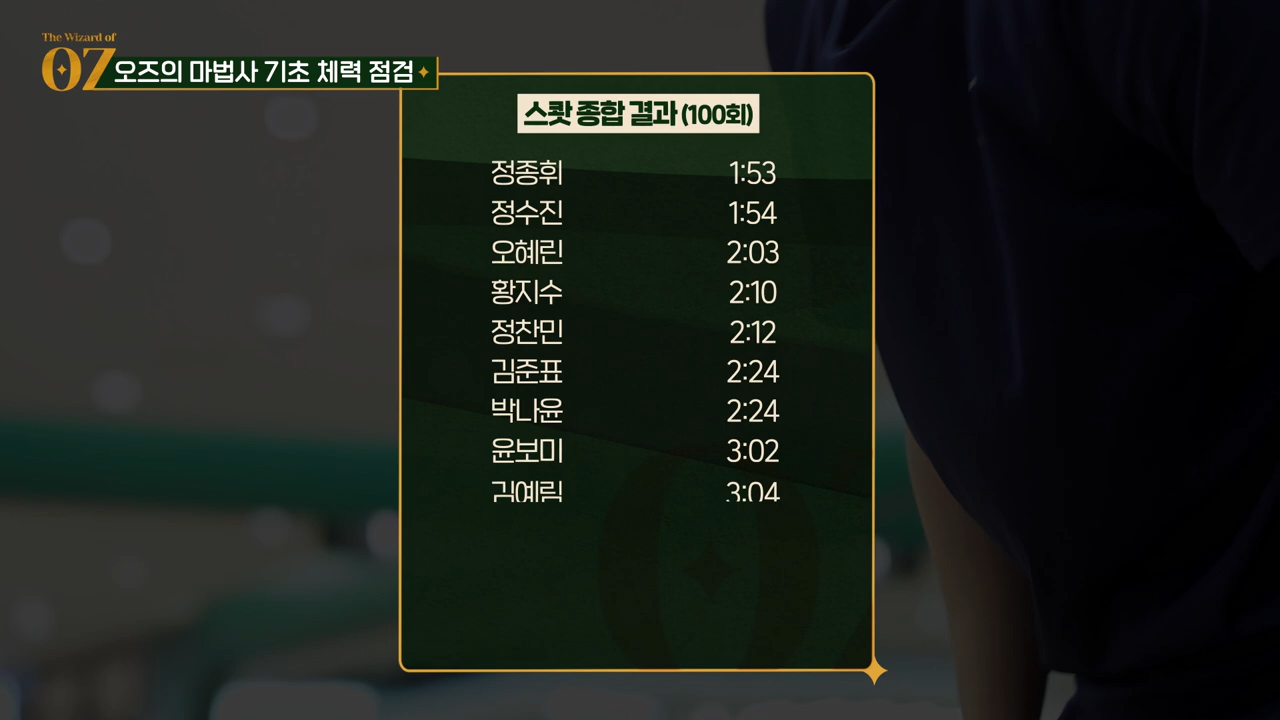 The Wizard of
OZ
오즈의 마법사 기초 체력 점검
스쾃 종합 결과 (100회)
정종휘 1:53
정수진 1:54
오혜린 2:03
황지수 2:10
정찬민 2:12
김준표 2:24
박나윤 2:24
윤보미 3:02
3:04